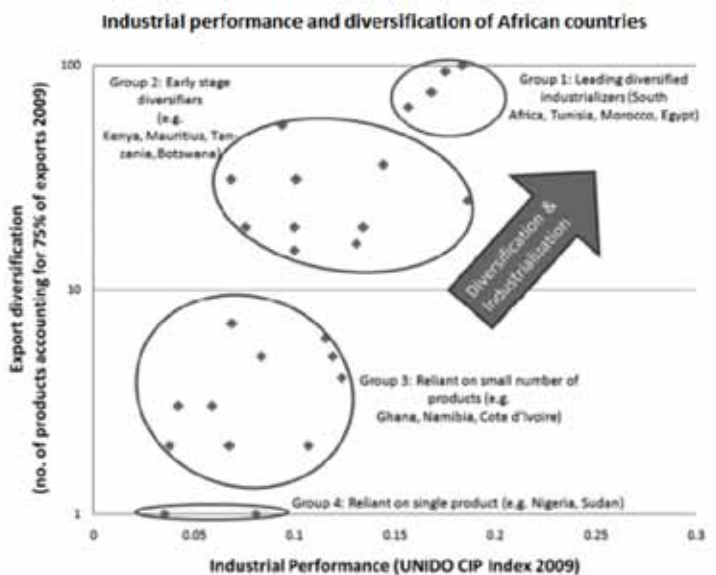 Industrial performance and diversification of African countries
Export diversification
(no. of products accounting for 75% of exports 2009)
100
10
1
Group 2: Early stage
diversifiers
(e.g.
Kenya, Mauritius, Tan-
zania, Botswana)
Group 1: Leading diversified
industrializers (South
Africa, Tunisia, Morocco, Egypt)
Diversification &
Industrialization
Group 3: Reliant on small number of
products (e.g.
Ghana, Namibia, Cote d'Ivoire)
Group 4: Reliant on single product (e.g. Nigeria, Sudan)
0 0.05 0.1 0.15 0.2 0.25 0.3
Industrial Performance (UNIDO CIP Index 2009)